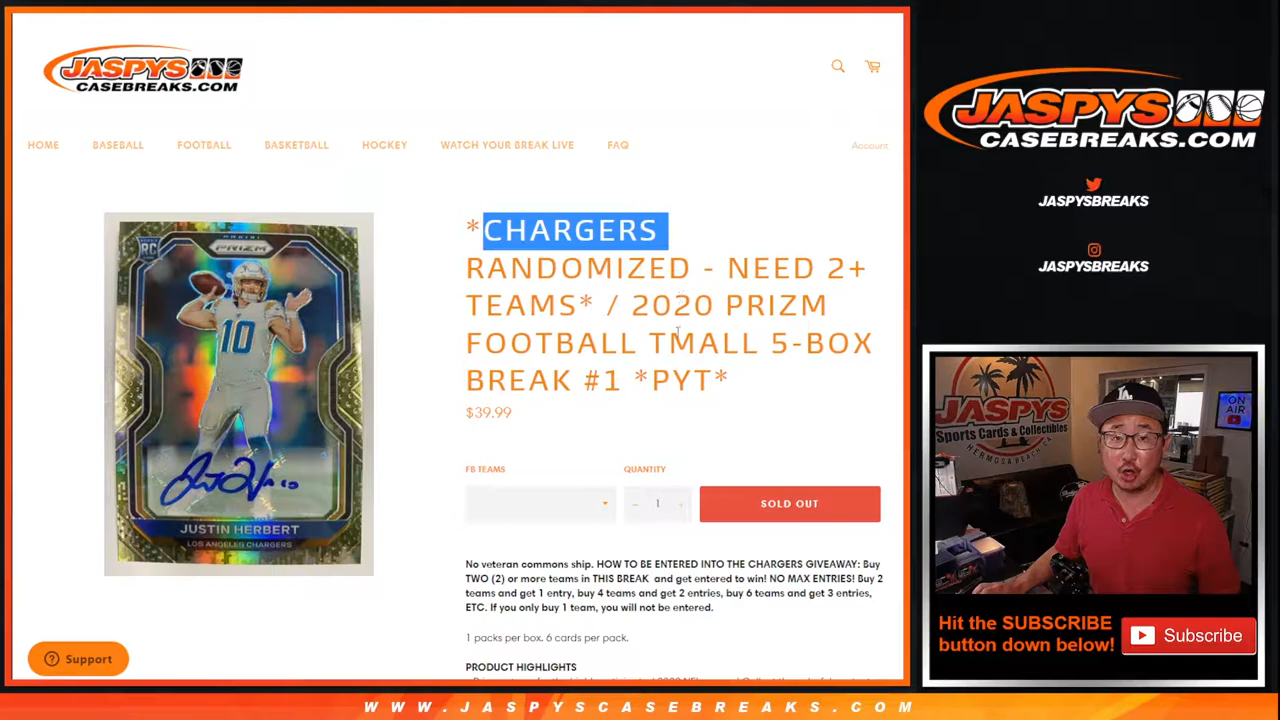 JASPYS
CASEBREAKS.COM
HOME BASEBALL FOOTBALL BASKETBALL HOCKEY WATCH YOUR BREAK LIVE FAQ Account
*CHARGERS
RANDOMIZED - NEED 2+
TEAMS* / 2020 PRIZM
FOOTBALL TMALL 5-BOX
BREAK #1 *PYT*
$39.99
FB TEAMS QUANTITY
1 SOLD OUT
No veteran commons ship. HOW TO BE ENTERED INTO THE CHARGERS GIVEAWAY: Buy
TWO (2) or more teams in THIS BREAK and get entered to win! NO MAX ENTRIES! Buy 2
teams and get 1 entry, buy 4 teams and get 2 entries, buy 6 teams and get 3 entries,
ETC. If you only buy 1 team, you will not be entered.
1 packs per box. 6 cards per pack.
PRODUCT HIGHLIGHTS
RC
PANINI
PRIZM
10
JUSTIN HERBERT
LOS ANGELES CHARGERS
Support
JASPYS
CASEBREAKS.COM
JASPYSBREAKS
JASPYSBREAKS
JASPYS
Sports Cards & Collectibles
HERMOSA BEACH, CA
LA
ON
AIR
Hit the SUBSCRIBE
button down below!
Subscribe
WWW.JASPYSCASEBREAKS.COM